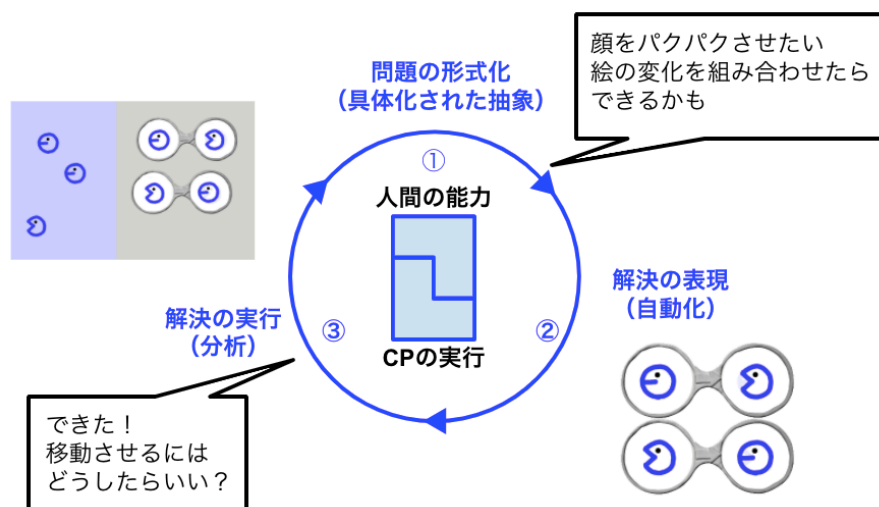 顔をパクパクさせたい
絵の変化を組み合わせたら
できるかも
問題の形式化
（具体化された抽象）
①
人間の能力
解決の表現
（自動化）
②
解決の実行
（分析）
③
CPの実行
できた！
移動させるには
どうしたらいい？